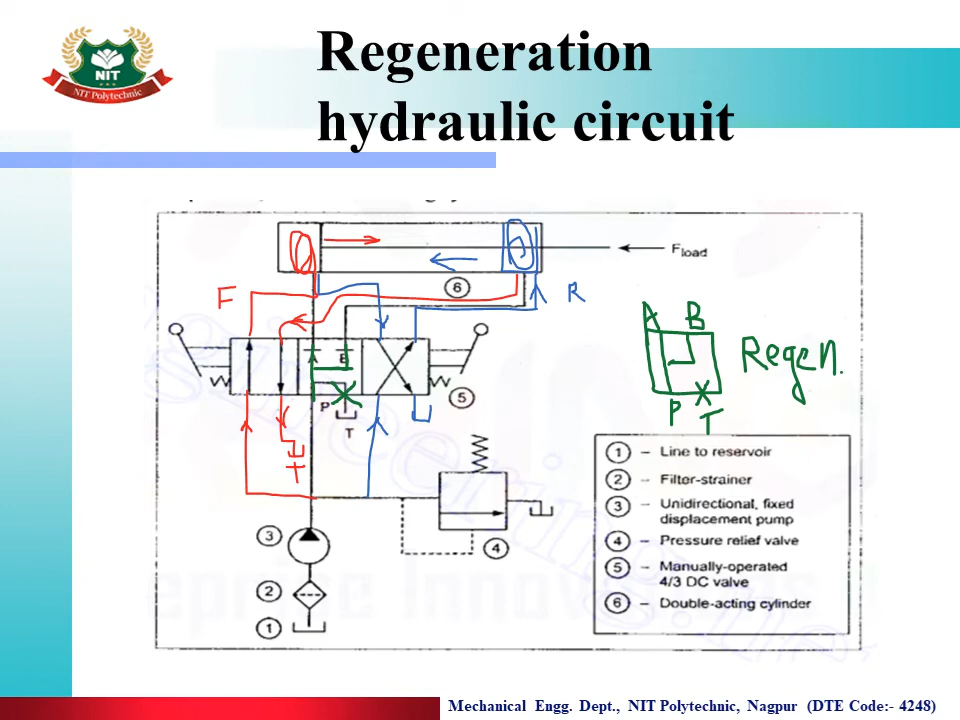 Regeneration
hydraulic circuit
NIT
NIT Polytechnic
Fload
6
F
R
A B
A B
Regen.
P
T
5
P
T
T
1 – Line to reservoir
2 – Filter-strainer
3 – Unidirectional, fixed
displacement pump
4 – Pressure relief valve
5 – Manually-operated
4/3 DC valve
6 – Double-acting cylinder
3
4
2
1
Mechanical Engg. Dept., NIT Polytechnic, Nagpur (DTE Code:- 4248)